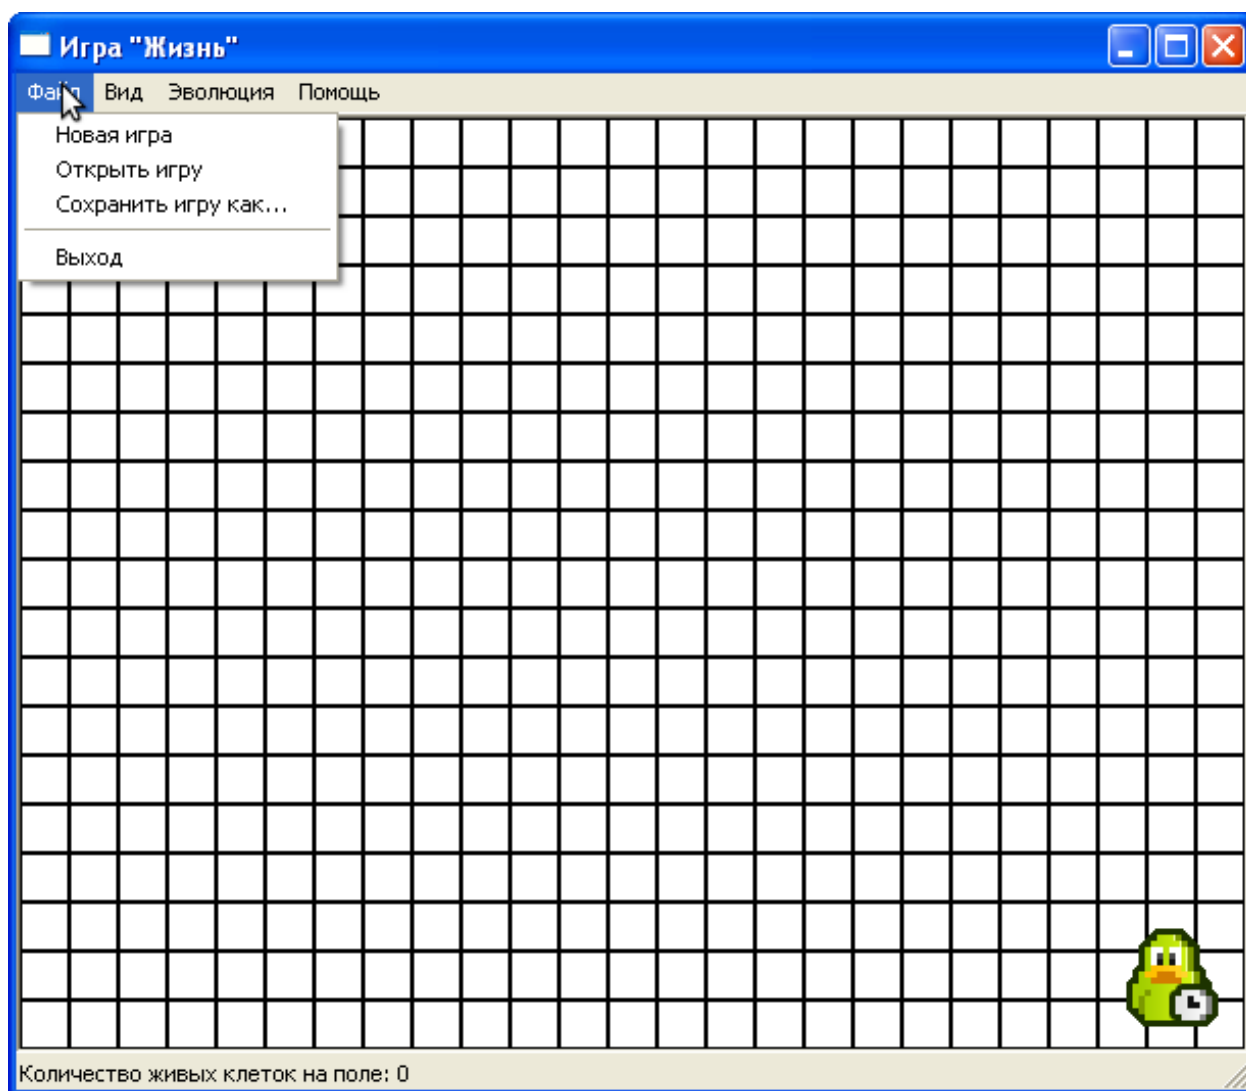 Игра "Жизнь"
Файл Вид Эволюция Помощь
Новая игра
Открыть игру
Сохранить игру как...
Выход
Количество живых клеток на поле: 0